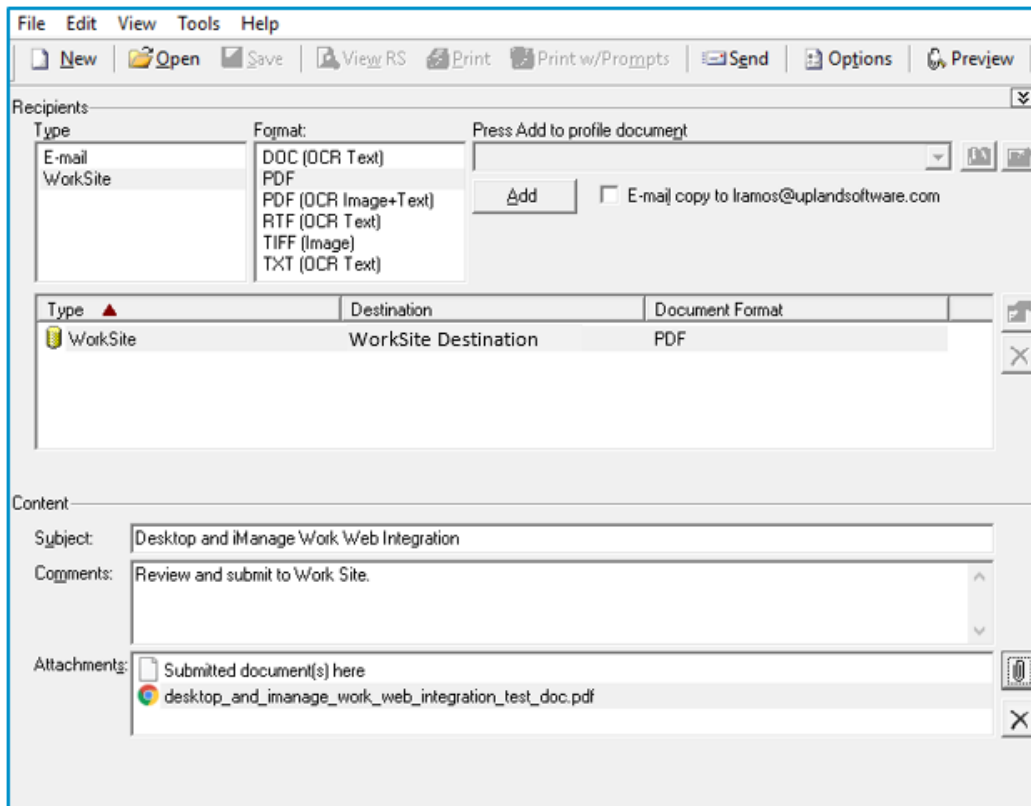 File Edit View Tools Help
New Open Save View RS Print Print w/Prompts Send Options Preview
Recipients
Type Format: Press Add to profile document
E-mail
WorkSite
DOC (OCR Text)
PDF
PDF (OCR Image+Text)
RTF (OCR Text)
TIFF (Image)
TXT (OCR Text)
Add E-mail copy to lramos@uplandsoftware.com
Type Destination Document Format
WorkSite WorkSite Destination PDF
Content
Subject: Desktop and iManage Work Web Integration
Comments: Review and submit to Work Site.
Attachments: Submitted document(s) here
desktop_and_imanage_work_web_integration_test_doc.pdf